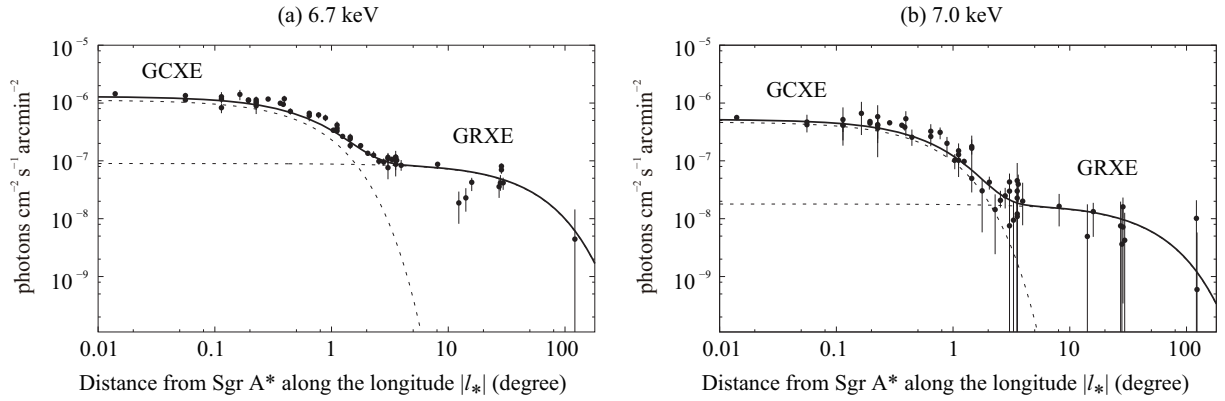 (a) 6.7 keV
10⁻⁵
10⁻⁶
10⁻⁷
10⁻⁸
10⁻⁹
photons cm⁻² s⁻¹ arcmin⁻²
GCXE
GRXE
0.01 0.1 1 10 100
Distance from Sgr A* along the longitude |l*| (degree)
(b) 7.0 keV
10⁻⁵
10⁻⁶
10⁻⁷
10⁻⁸
10⁻⁹
photons cm⁻² s⁻¹ arcmin⁻²
GCXE
GRXE
0.01 0.1 1 10 100
Distance from Sgr A* along the longitude |l*| (degree)